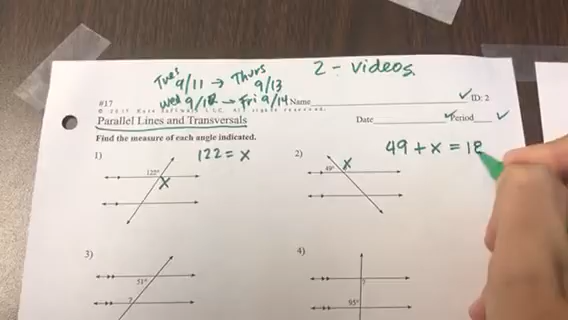 2 - videos.
Tues 9/11 → Thurs 9/13
Wed 9/12 → Fri 9/14
#17
Name
ID: 2
Parallel Lines and Transversals
Date
Period
Find the measure of each angle indicated.
1)
122 = x
122°
x
2)
49 + x = 18
49°
x
3)
51°
?
4)
?
95°